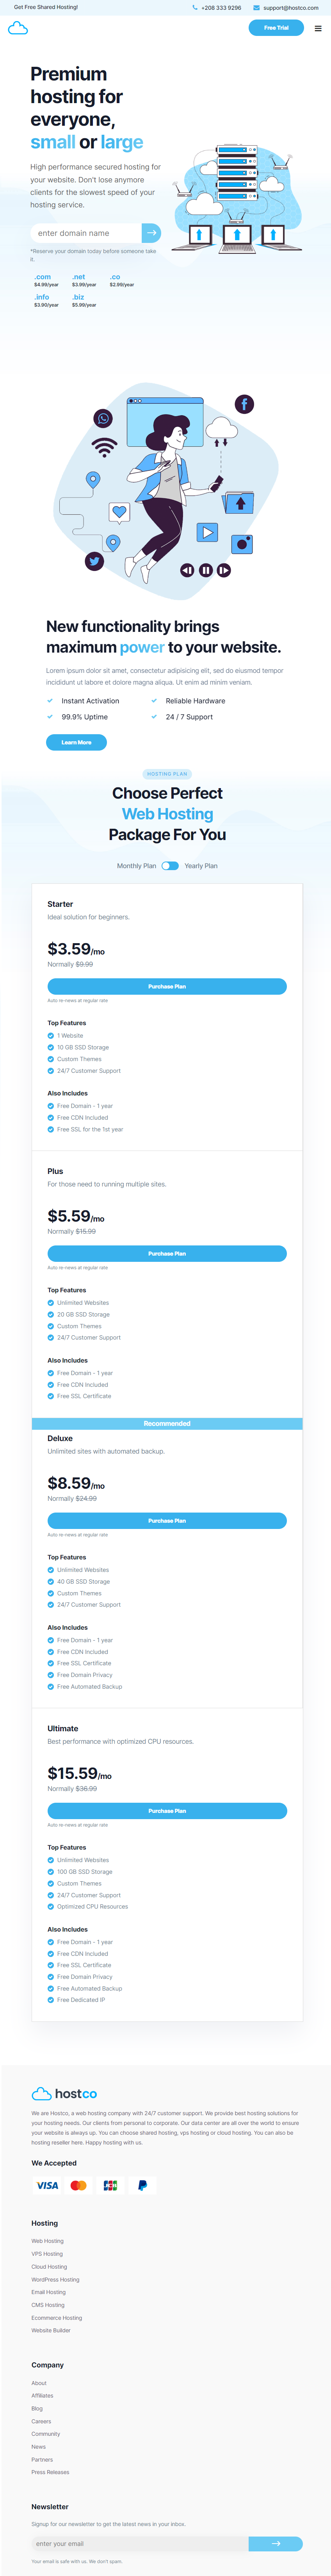 Get Free Shared Hosting!
+208 333 9296
support@hostco.com
Free Trial
Premium
hosting for
everyone,
small or large
High performance secured hosting for
your website. Don't lose anymore
clients for the slowest speed of your
hosting service.
enter domain name
*Reserve your domain today before someone take
it.
.com
$4.99/year
.net
$3.99/year
.co
$2.99/year
.info
$3.90/year
.biz
$5.99/year
New functionality brings
maximum power to your website.
Lorem ipsum dolor sit amet, consectetur adipisicing elit, sed do eiusmod tempor
incididunt ut labore et dolore magna aliqua. Ut enim ad minim veniam.
Instant Activation
Reliable Hardware
99.9% Uptime
24 / 7 Support
Learn More
HOSTING PLAN
Choose Perfect
Web Hosting
Package For You
Monthly Plan
Yearly Plan
Starter
Ideal solution for beginners.
$3.59/mo
Normally $9.99
Purchase Plan
Auto re-news at regular rate
Top Features
1 Website
10 GB SSD Storage
Custom Themes
24/7 Customer Support
Also Includes
Free Domain - 1 year
Free CDN Included
Free SSL for the 1st year
Plus
For those need to running multiple sites.
$5.59/mo
Normally $15.99
Purchase Plan
Auto re-news at regular rate
Top Features
Unlimited Websites
20 GB SSD Storage
Custom Themes
24/7 Customer Support
Also Includes
Free Domain - 1 year
Free CDN Included
Free SSL Certificate
Recommended
Deluxe
Unlimited sites with automated backup.
$8.59/mo
Normally $24.99
Purchase Plan
Auto re-news at regular rate
Top Features
Unlimited Websites
40 GB SSD Storage
Custom Themes
24/7 Customer Support
Also Includes
Free Domain - 1 year
Free CDN Included
Free SSL Certificate
Free Domain Privacy
Free Automated Backup
Ultimate
Best performance with optimized CPU resources.
$15.59/mo
Normally $36.99
Purchase Plan
Auto re-news at regular rate
Top Features
Unlimited Websites
100 GB SSD Storage
Custom Themes
24/7 Customer Support
Optimized CPU Resources
Also Includes
Free Domain - 1 year
Free CDN Included
Free SSL Certificate
Free Domain Privacy
Free Automated Backup
Free Dedicated IP
hostco
We are Hostco, a web hosting company with 24/7 customer support. We provide best hosting solutions for
your hosting needs. Our clients from personal to corporate. Our data center are all over the world to ensure
your website is always up. You can choose shared hosting, vps hosting or cloud hosting. You can also be
hosting reseller here. Happy hosting with us.
We Accepted
VISA
JCB
Hosting
Web Hosting
VPS Hosting
Cloud Hosting
WordPress Hosting
Email Hosting
CMS Hosting
Ecommerce Hosting
Website Builder
Company
About
Affiliates
Blog
Careers
Community
News
Partners
Press Releases
Newsletter
Signup for our newsletter to get the latest news in your inbox.
enter your email
Your email is safe with us. We don't spam.